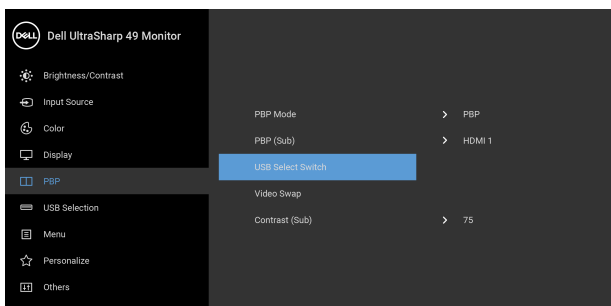 DELL
Dell UltraSharp 49 Monitor
Brightness/Contrast
Input Source
Color
Display
PBP
USB Selection
Menu
Personalize
Others
PBP Mode > PBP
PBP (Sub) > HDMI 1
USB Select Switch
Video Swap
Contrast (Sub) > 75